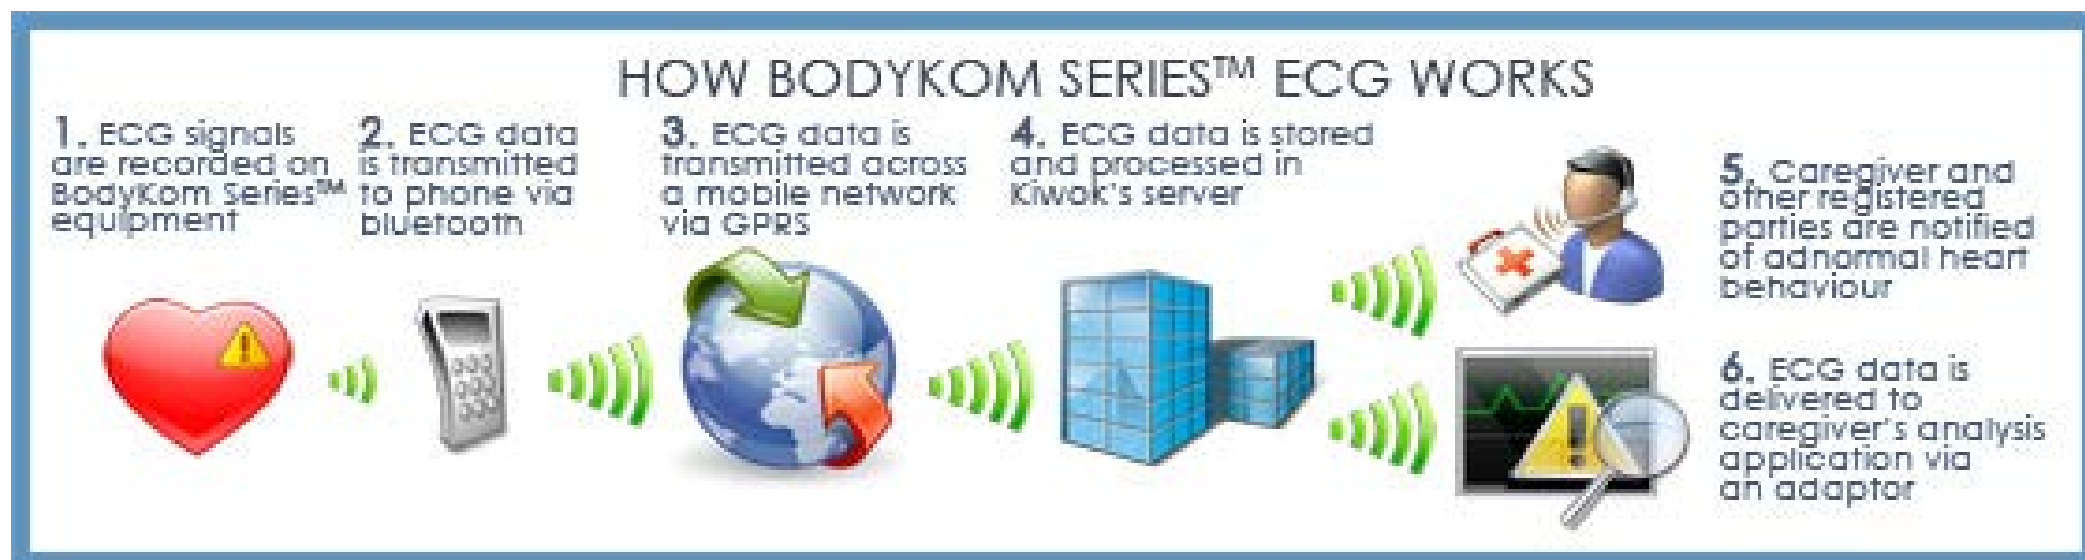 HOW BODYKOM SERIES™ ECG WORKS
1. ECG signals
are recorded on
BodyKom Series™
equipment
2. ECG data
is transmitted
to phone via
bluetooth
3. ECG data is
transmitted across
a mobile network
via GPRS
4. ECG data is stored
and processed in
Kiwok's server
5. Caregiver and
other registered
parties are notified
of adnormal heart
behaviour
6. ECG data is
delivered to
caregiver's analysis
application via
an adaptor